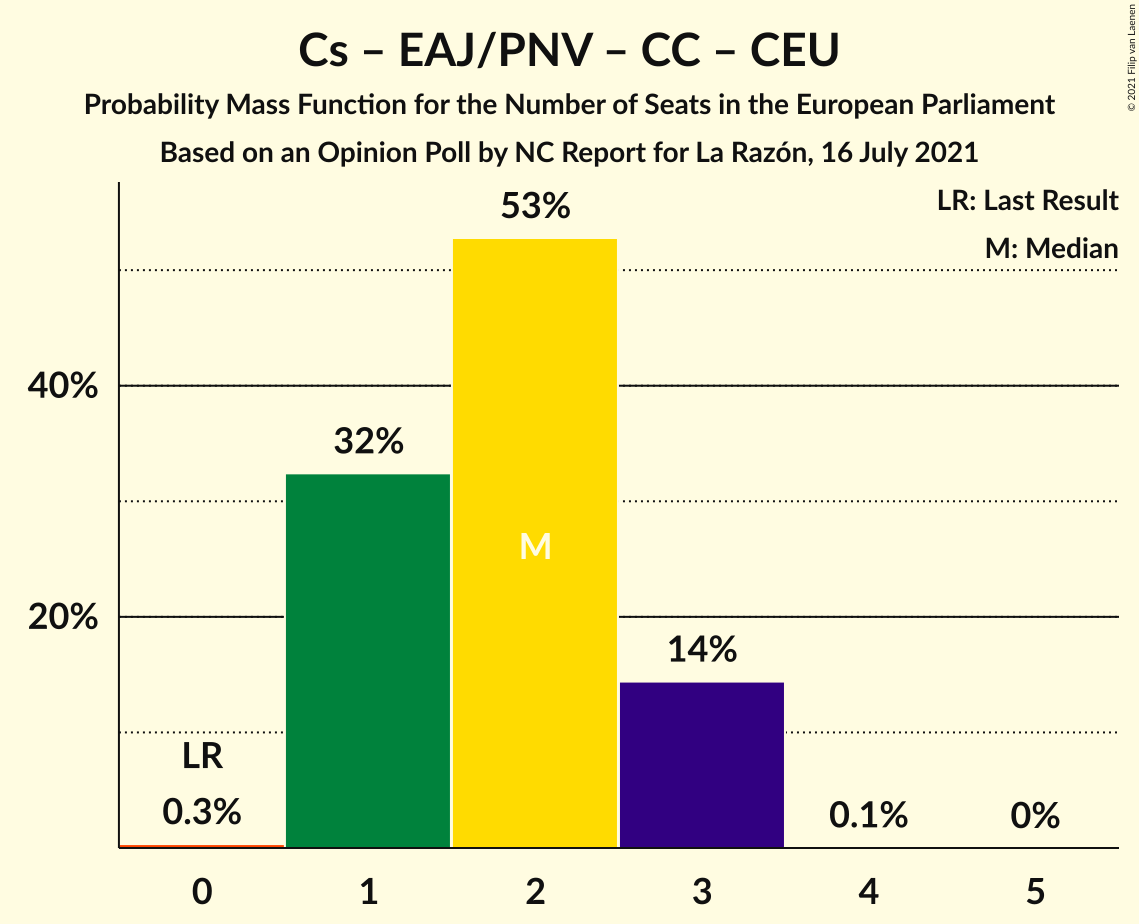 Cs – EAJ/PNV – CC – CEU
Probability Mass Function for the Number of Seats in the European Parliament
Based on an Opinion Poll by NC Report for La Razón, 16 July 2021
© 2021 Filip van Laenen
LR: Last Result
M: Median
53%
40%
32%
M
20%
14%
LR
0.3%
0.1%
0%
0 1 2 3 4 5